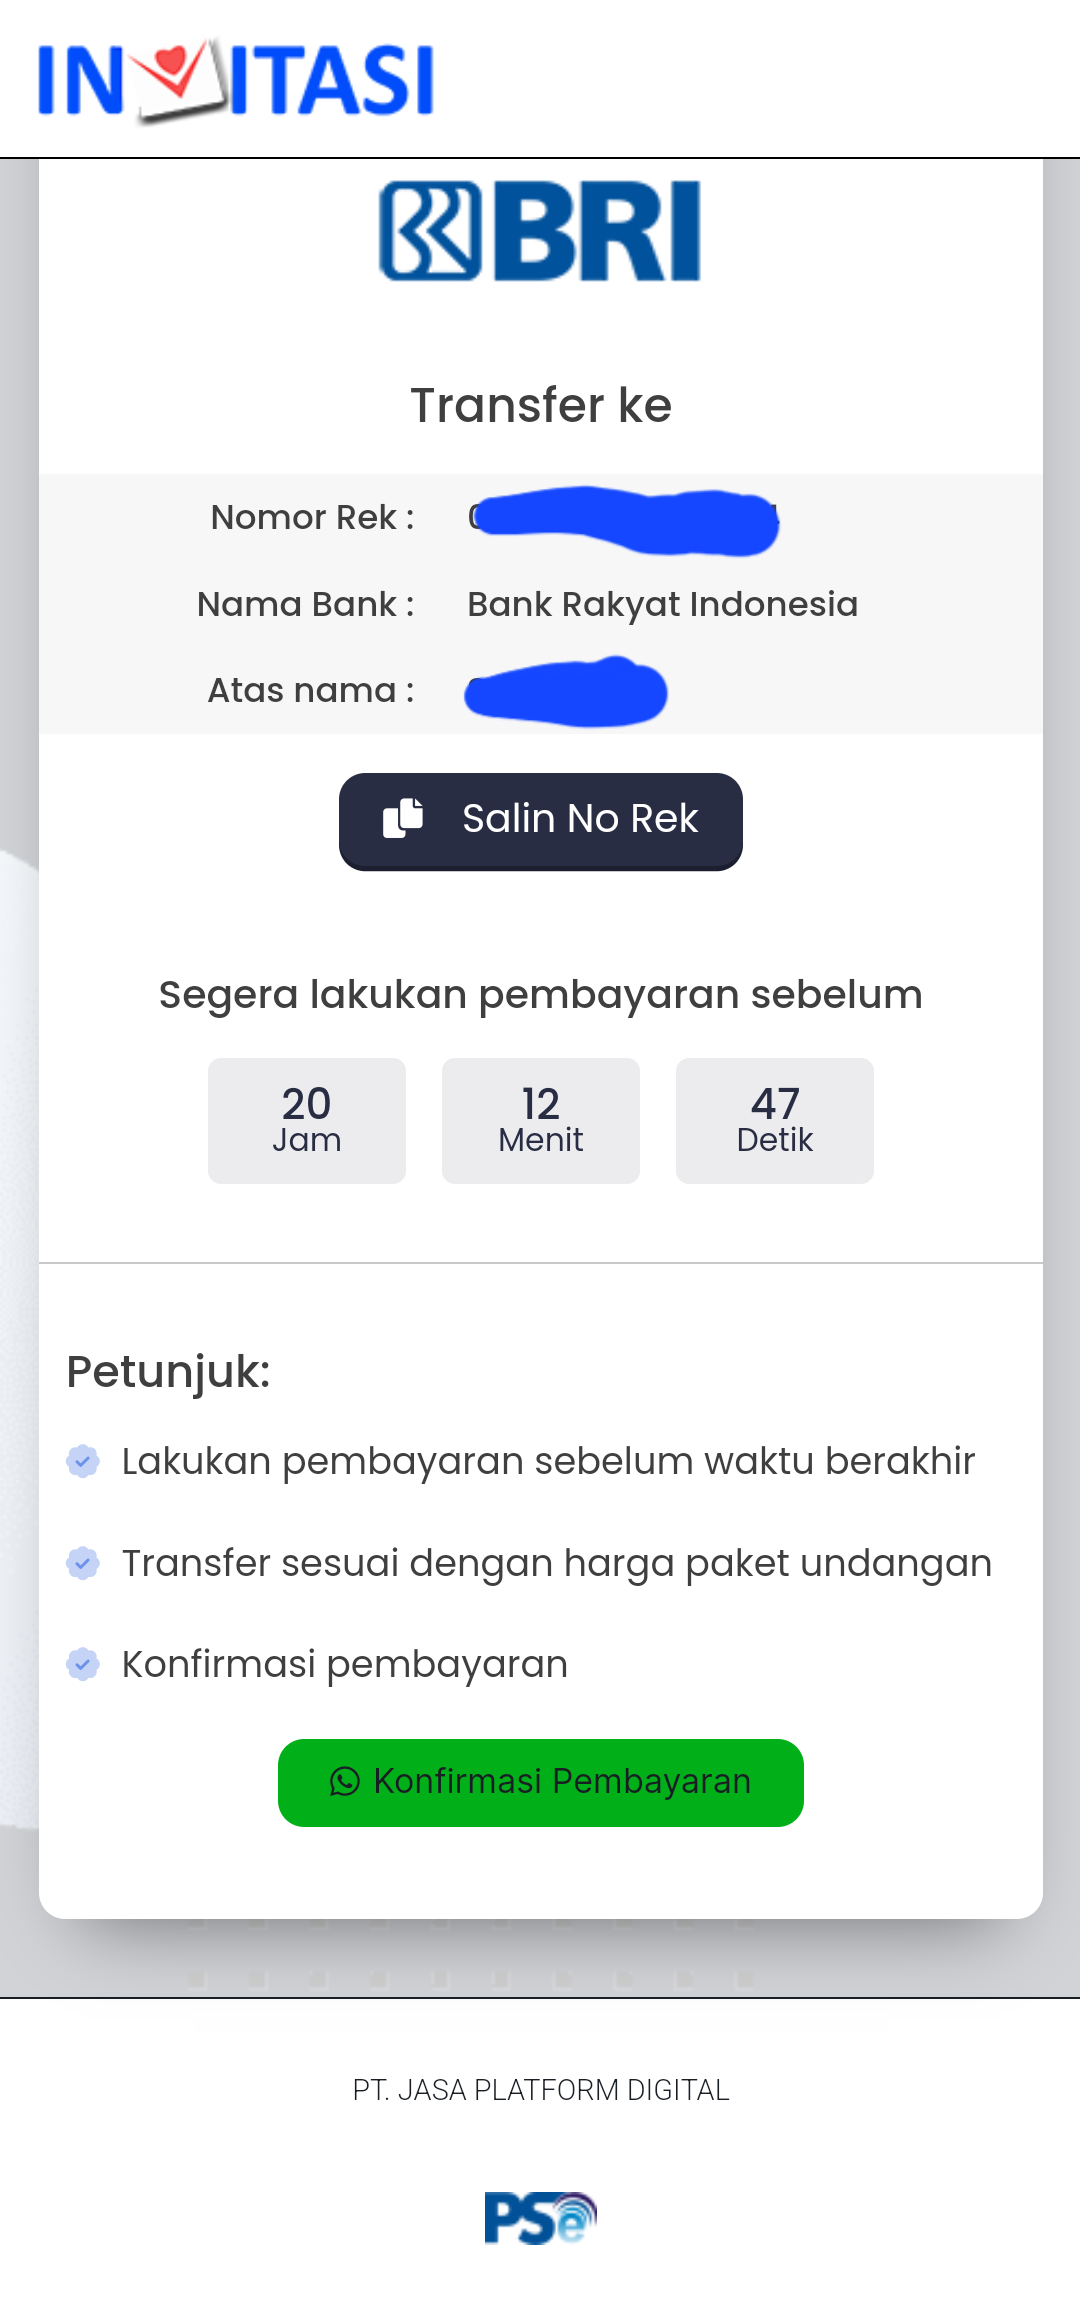 INVITASI
BRI
Transfer ke
Nomor Rek :
Nama Bank : Bank Rakyat Indonesia
Atas nama :
Salin No Rek
Segera lakukan pembayaran sebelum
20 12 47
Jam Menit Detik
Petunjuk:
Lakukan pembayaran sebelum waktu berakhir
Transfer sesuai dengan harga paket undangan
Konfirmasi pembayaran
Konfirmasi Pembayaran
PT. JASA PLATFORM DIGITAL
PSe